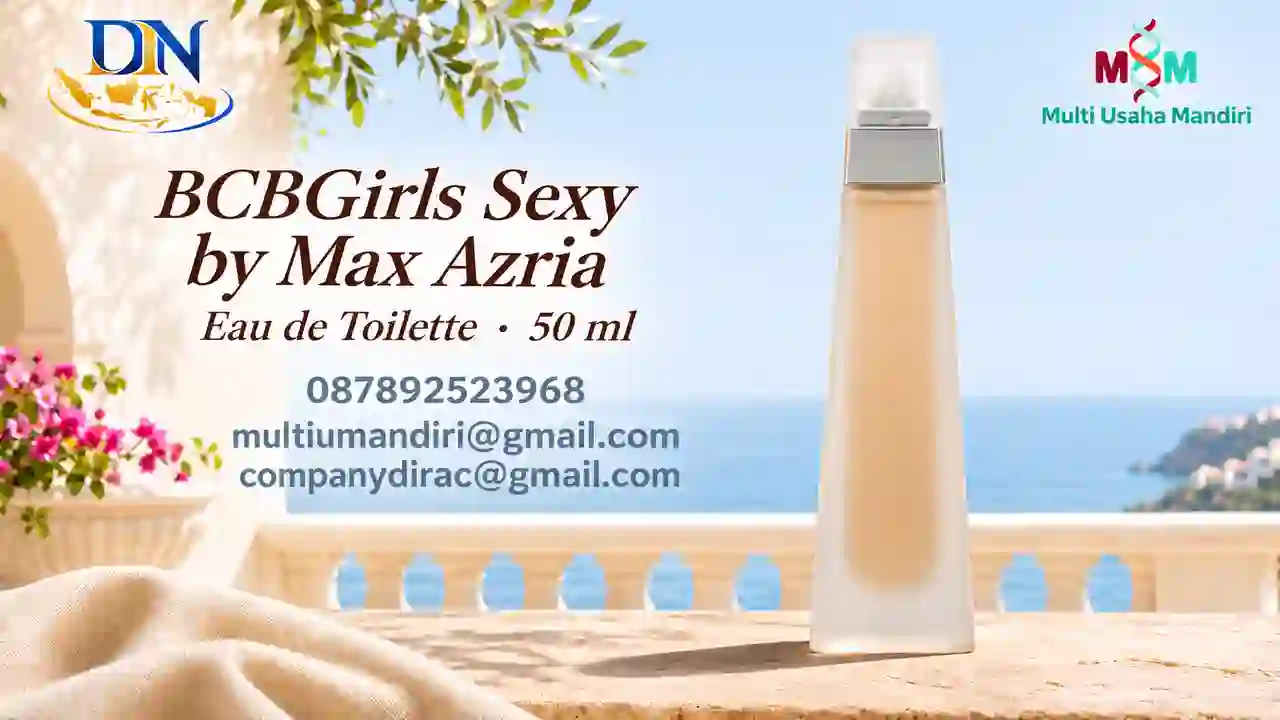 DN
K
MSM
Multi Usaha Mandiri
BCBGirls Sexy
by Max Azria
Eau de Toilette • 50 ml
087892523968
multiumandiri@gmail.com
companydirac@gmail.com